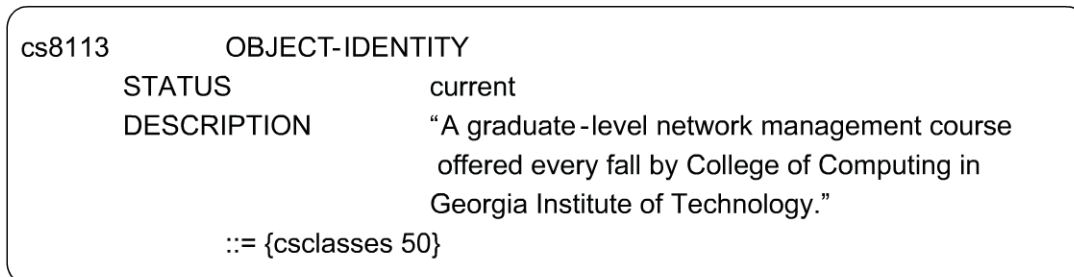 cs8113 OBJECT-IDENTITY
STATUS current
DESCRIPTION “A graduate-level network management course
offered every fall by College of Computing in
Georgia Institute of Technology.”
::= {csclasses 50}